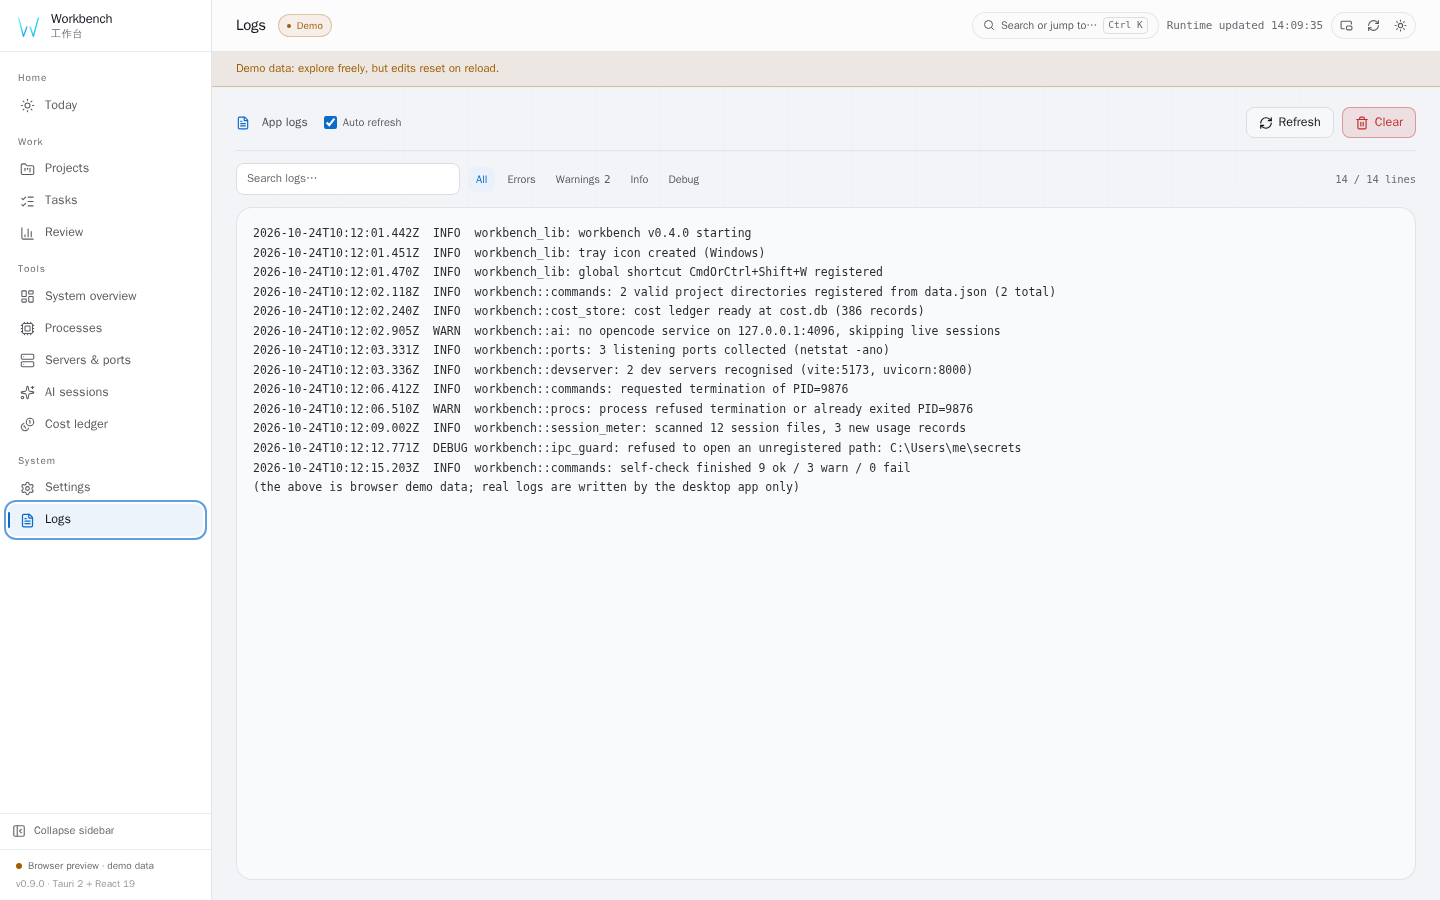 Workbench
工作台
Home
Today
Work
Projects
Tasks
Review
Tools
System overview
Processes
Servers & ports
AI sessions
Cost ledger
System
Settings
Logs
Collapse sidebar
Browser preview · demo data
v0.9.0 · Tauri 2 + React 19
Logs
Demo
Search or jump to···
Ctrl K
Runtime updated 14:09:35
Demo data: explore freely, but edits reset on reload.
App logs
Auto refresh
Refresh
Clear
Search logs···
All
Errors
Warnings 2
Info
Debug
14 / 14 lines
2026-10-24T10:12:01.442Z  INFO  workbench_lib: workbench v0.4.0 starting
2026-10-24T10:12:01.451Z  INFO  workbench_lib: tray icon created (Windows)
2026-10-24T10:12:01.470Z  INFO  workbench_lib: global shortcut CmdOrCtrl+Shift+W registered
2026-10-24T10:12:02.118Z  INFO  workbench::commands: 2 valid project directories registered from data.json (2 total)
2026-10-24T10:12:02.240Z  INFO  workbench::cost_store: cost ledger ready at cost.db (386 records)
2026-10-24T10:12:02.905Z  WARN  workbench::ai: no opencode service on 127.0.0.1:4096, skipping live sessions
2026-10-24T10:12:03.331Z  INFO  workbench::ports: 3 listening ports collected (netstat -ano)
2026-10-24T10:12:03.336Z  INFO  workbench::devserver: 2 dev servers recognised (vite:5173, uvicorn:8000)
2026-10-24T10:12:06.412Z  INFO  workbench::commands: requested termination of PID=9876
2026-10-24T10:12:06.510Z  WARN  workbench::procs: process refused termination or already exited PID=9876
2026-10-24T10:12:09.002Z  INFO  workbench::session_meter: scanned 12 session files, 3 new usage records
2026-10-24T10:12:12.771Z  DEBUG workbench::ipc_guard: refused to open an unregistered path: C:\Users\me\secrets
2026-10-24T10:12:15.203Z  INFO  workbench::commands: self-check finished 9 ok / 3 warn / 0 fail
(the above is browser demo data; real logs are written by the desktop app only)